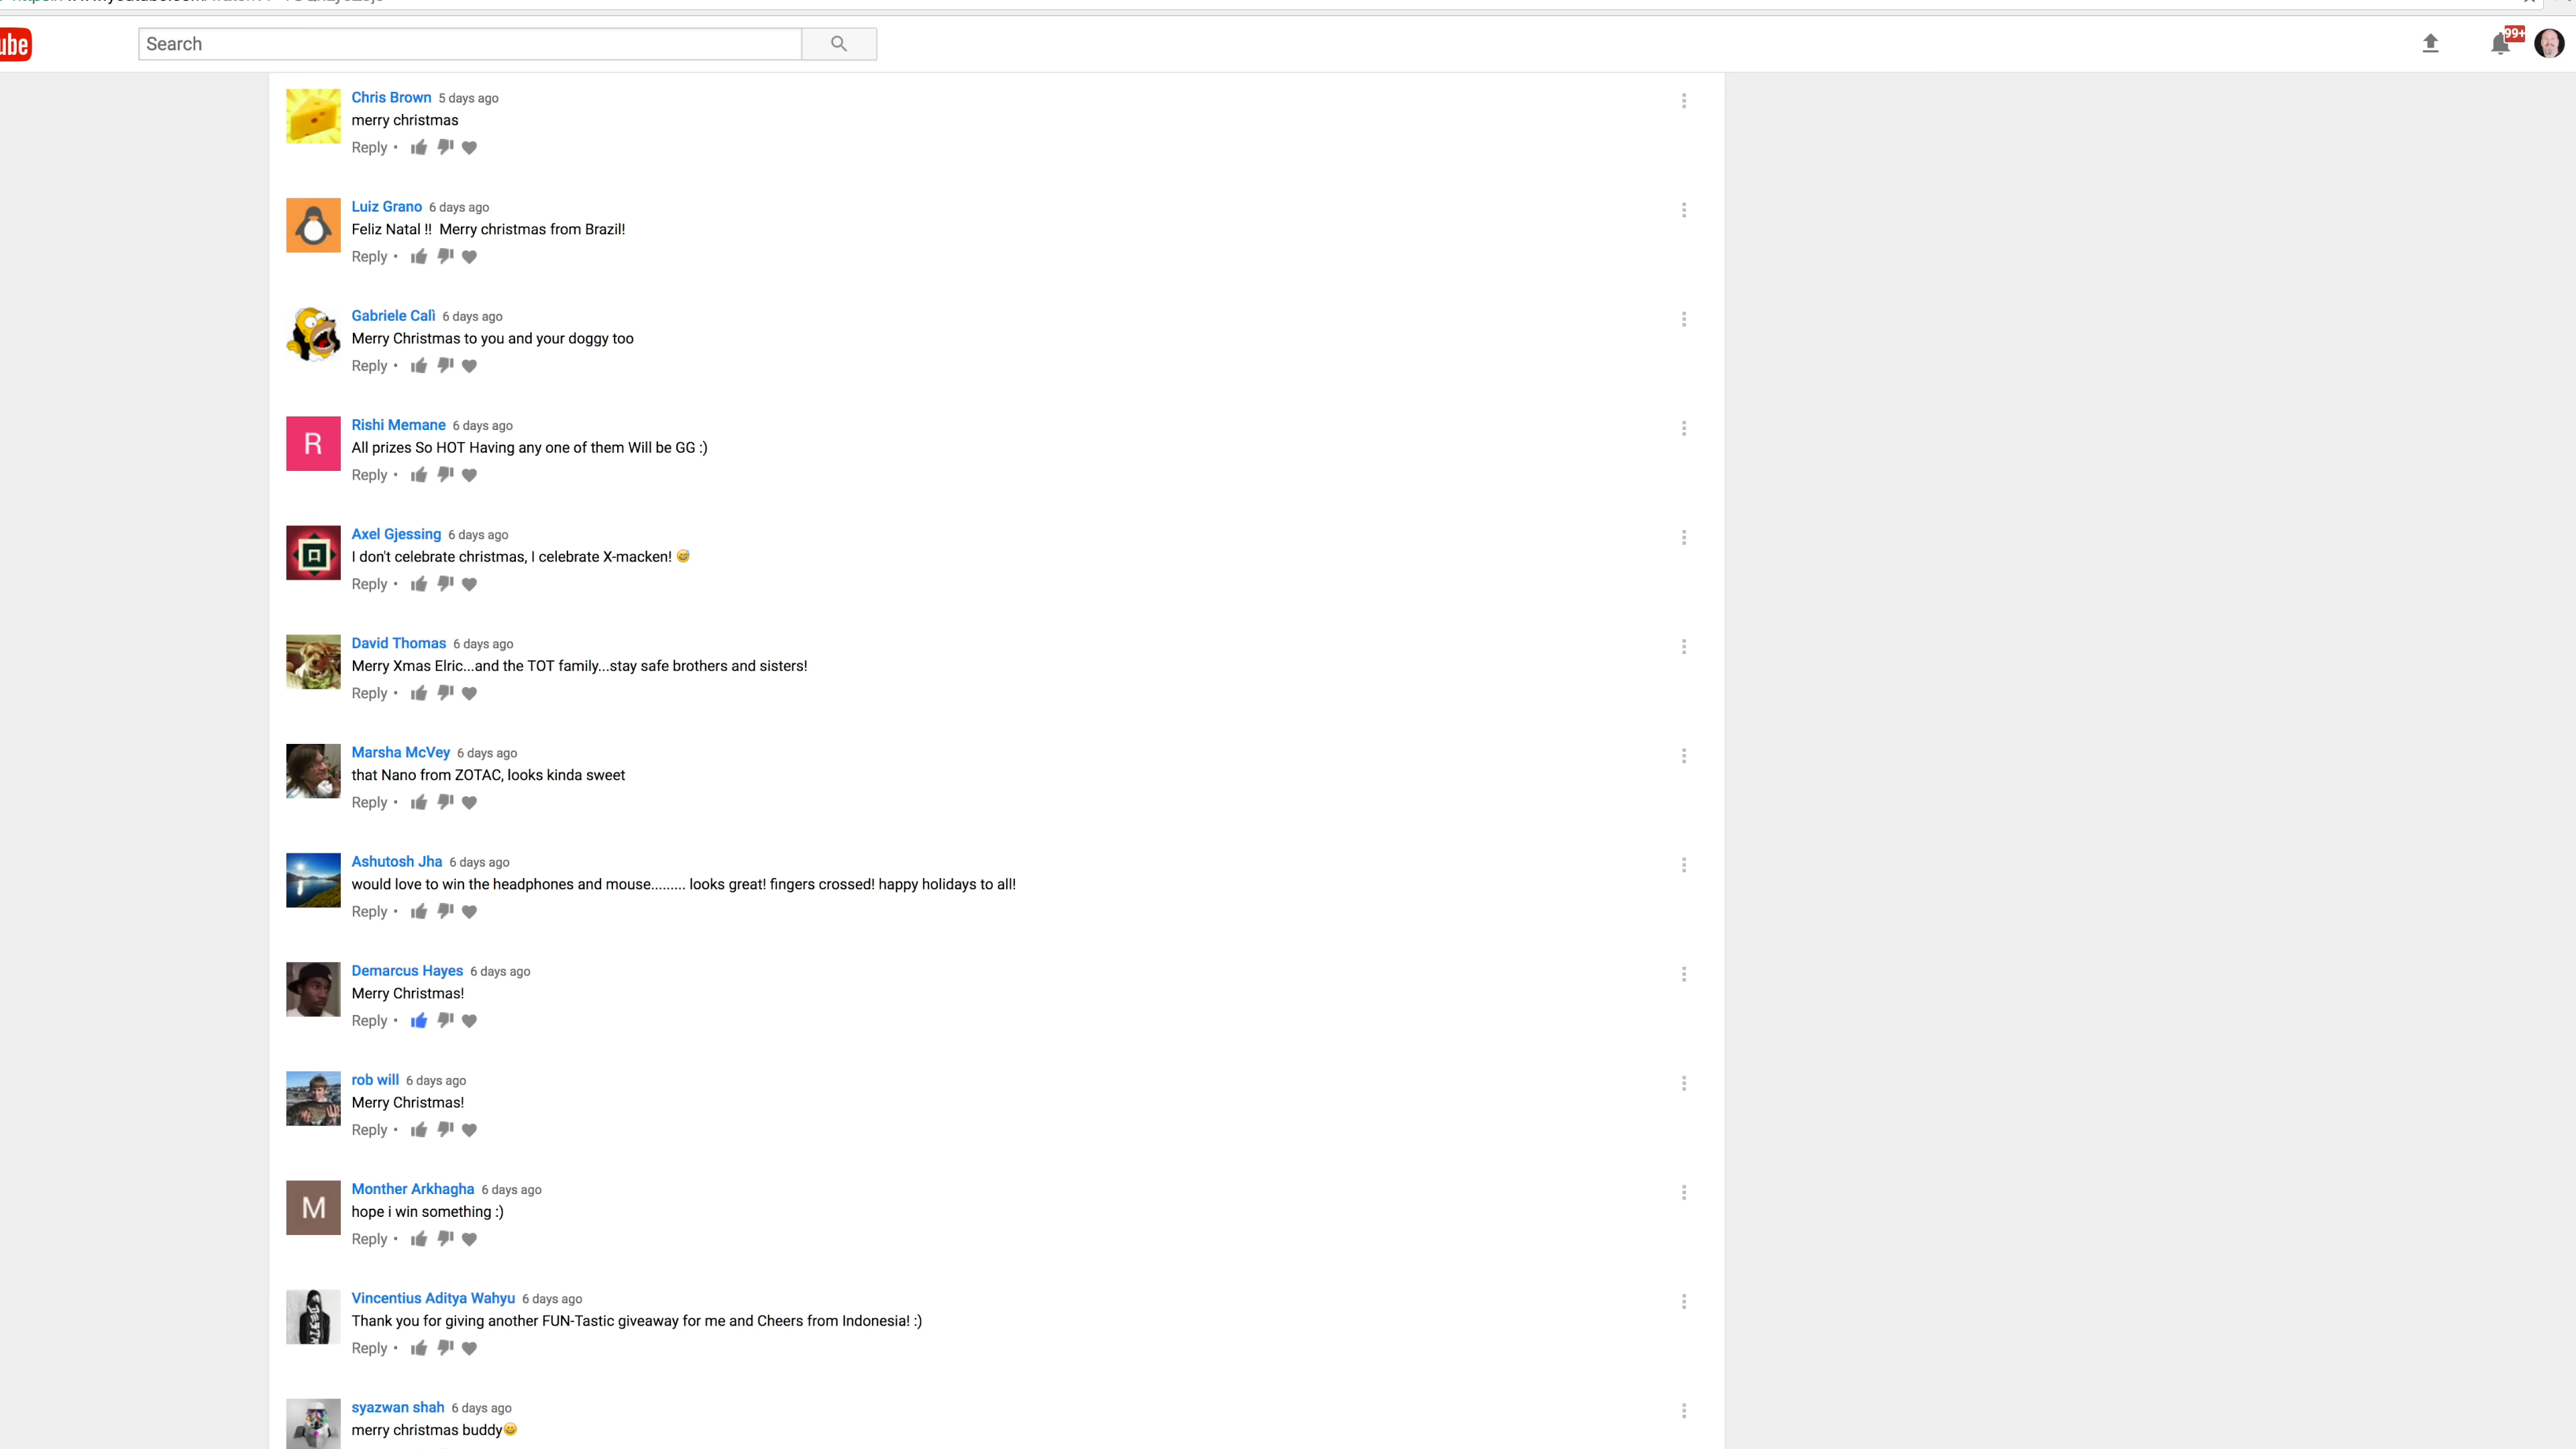 ube
Search
99+
Chris Brown 5 days ago
merry christmas
Reply •
Luiz Grano 6 days ago
Feliz Natal !! Merry christmas from Brazil!
Reply •
Gabriele Calì 6 days ago
Merry Christmas to you and your doggy too
Reply •
R
Rishi Memane 6 days ago
All prizes So HOT Having any one of them Will be GG :)
Reply •
Axel Gjessing 6 days ago
I don't celebrate christmas, I celebrate X-macken! 😅
Reply •
David Thomas 6 days ago
Merry Xmas Elric...and the TOT family...stay safe brothers and sisters!
Reply •
Marsha McVey 6 days ago
that Nano from ZOTAC, looks kinda sweet
Reply •
Ashutosh Jha 6 days ago
would love to win the headphones and mouse......... looks great! fingers crossed! happy holidays to all!
Reply •
Demarcus Hayes 6 days ago
Merry Christmas!
Reply •
rob will 6 days ago
Merry Christmas!
Reply •
M
Monther Arkhagha 6 days ago
hope i win something :)
Reply •
Vincentius Aditya Wahyu 6 days ago
Thank you for giving another FUN-Tastic giveaway for me and Cheers from Indonesia! :)
Reply •
syazwan shah 6 days ago
merry christmas buddy😄